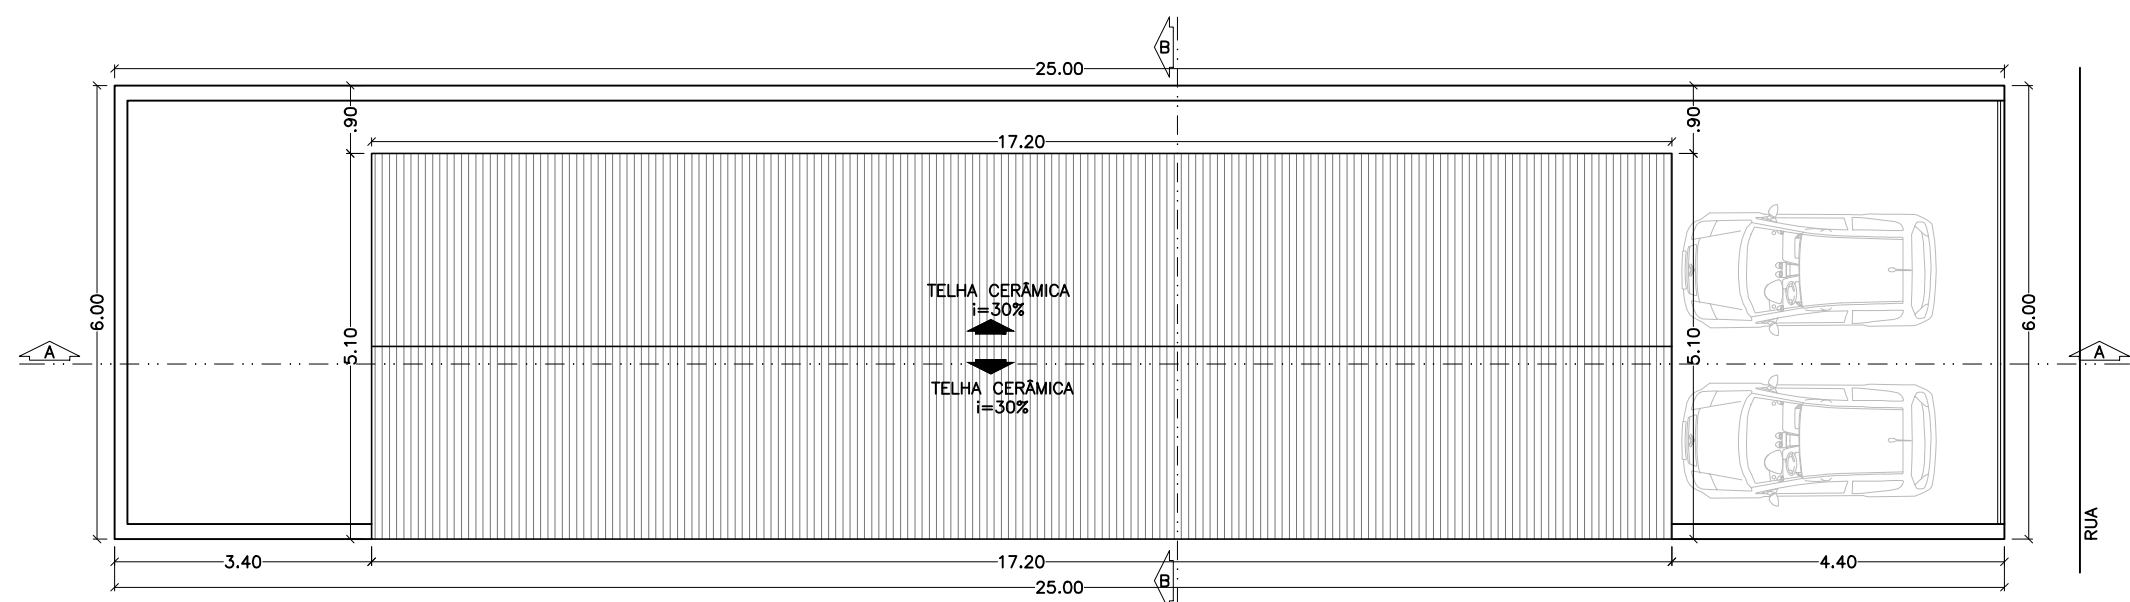 B
25.00
.90
.90
17.20
TELHA CERÂMICA
i=30%
6.00
6.00
5.10
5.10
A
A
TELHA CERÂMICA
i=30%
RUA
3.40
17.20
4.40
B
25.00